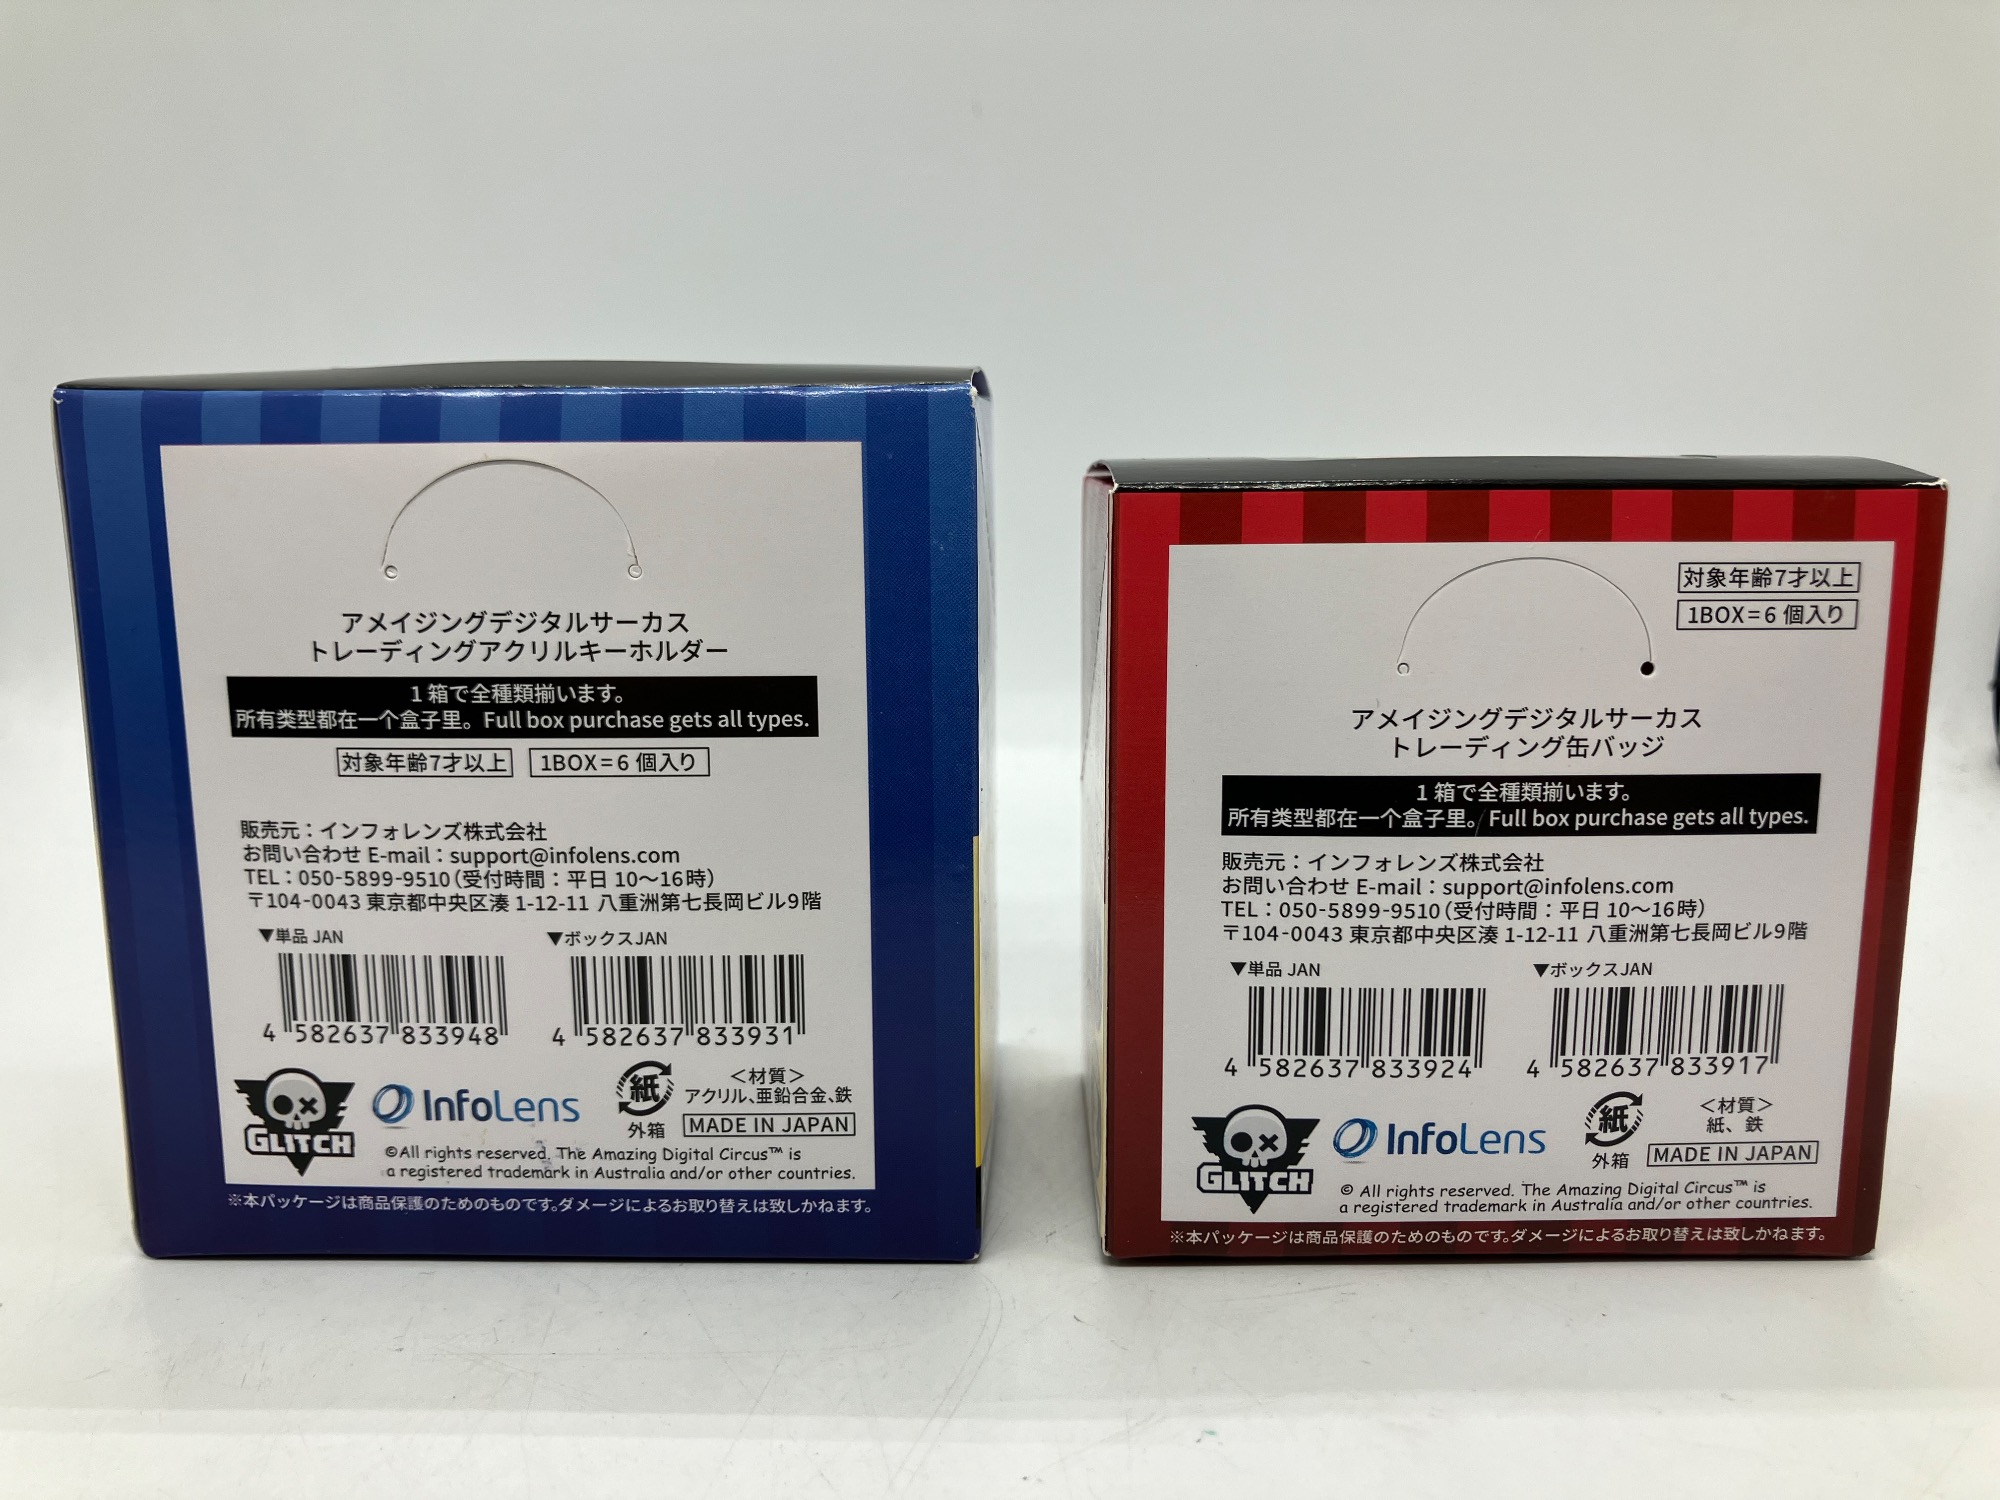 アメイジングデジタルサーカス
トレーディングアクリルキーホルダー
1箱で全種類揃います。
所有类型都在一个盒子里。Full box purchase gets all types.
対象年齢7才以上
1BOX=6個入り
販売元：インフォレンズ株式会社
お問い合わせ E-mail：support@infolens.com
TEL：050-5899-9510（受付時間：平日 10～16時）
〒104-0043 東京都中央区湊 1-12-11 八重洲第七長岡ビル9階
▼単品 JAN
▼ボックスJAN
4 582637 833948
4 582637 833931
GLITCH
InfoLens
紙
外箱
＜材質＞
アクリル、亜鉛合金、鉄
MADE IN JAPAN
©All rights reserved. The Amazing Digital Circus™ is
a registered trademark in Australia and/or other countries.
※本パッケージは商品保護のためのものです。ダメージによるお取り替えは致しかねます。
対象年齢7才以上
1BOX=6個入り
アメイジングデジタルサーカス
トレーディング缶バッジ
1箱で全種類揃います。
所有类型都在一个盒子里。Full box purchase gets all types.
販売元：インフォレンズ株式会社
お問い合わせ E-mail：support@infolens.com
TEL：050-5899-9510（受付時間：平日 10～16時）
〒104-0043 東京都中央区湊 1-12-11 八重洲第七長岡ビル9階
▼単品 JAN
▼ボックスJAN
4 582637 833924
4 582637 833917
GLITCH
InfoLens
紙
外箱
＜材質＞
紙、鉄
MADE IN JAPAN
© All rights reserved. The Amazing Digital Circus™ is
a registered trademark in Australia and/or other countries.
※本パッケージは商品保護のためのものです。ダメージによるお取り替えは致しかねます。